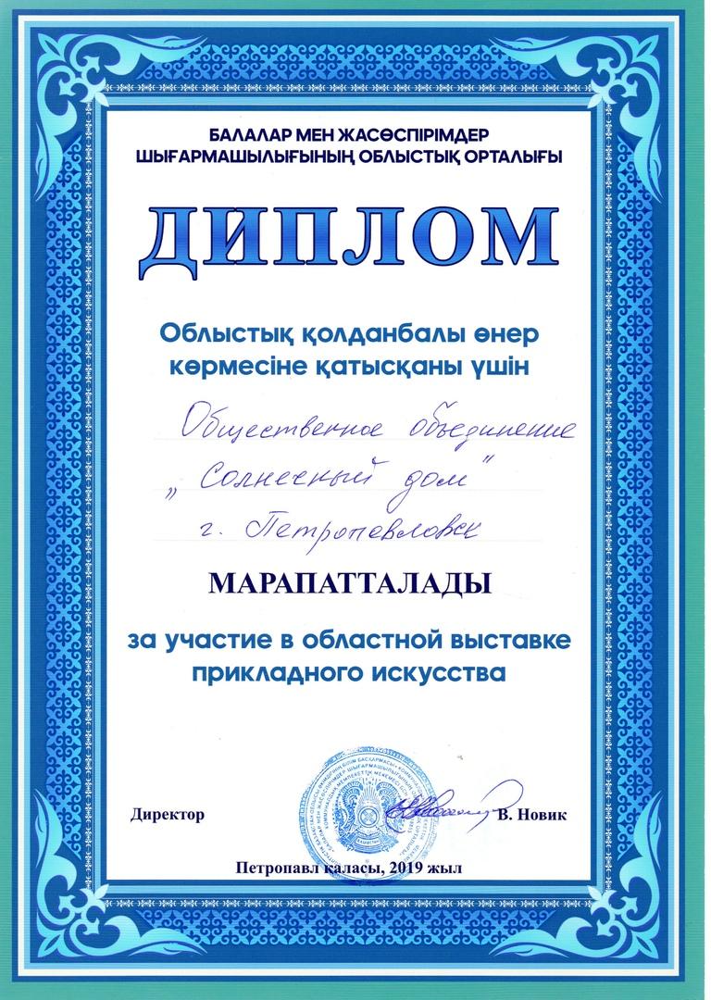 БАЛАЛАР МЕН ЖАСӨСПІРІМДЕР
ШЫҒАРМАШЫЛЫҒЫНЫҢ ОБЛЫСТЫҚ ОРТАЛЫҒЫ
ДИПЛОМ
Облыстық қолданбалы өнер
көрмесіне қатысқаны үшін
Общественное объединение
„Солнечный дом"
г. Петропавловск
МАРАПАТТАЛАДЫ
за участие в областной выставке
прикладного искусства
Директор
В. Новик
Петропавл қаласы, 2019 жыл